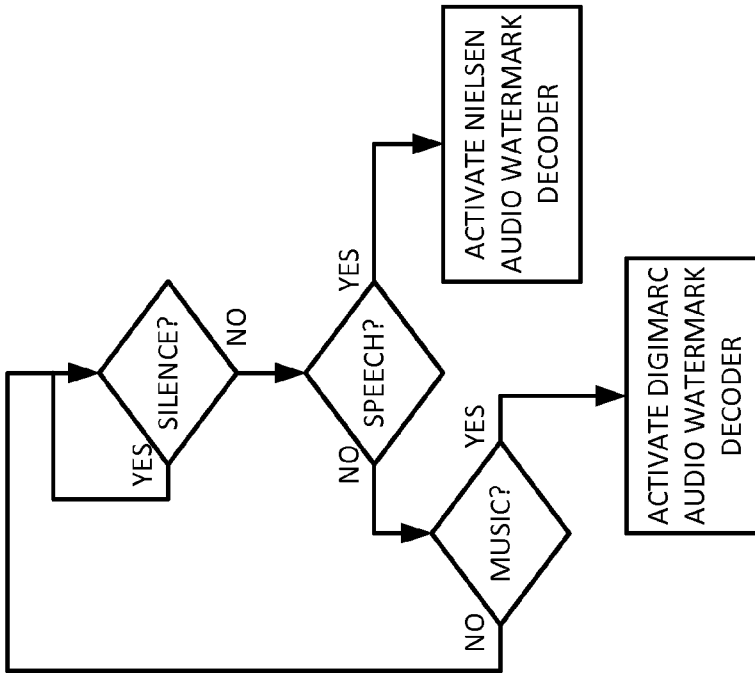 SILENCE?
YES
NO
SPEECH?
YES
NO
MUSIC?
YES
NO
ACTIVATE NIELSEN
AUDIO WATERMARK
DECODER
ACTIVATE DIGIMARC
AUDIO WATERMARK
DECODER